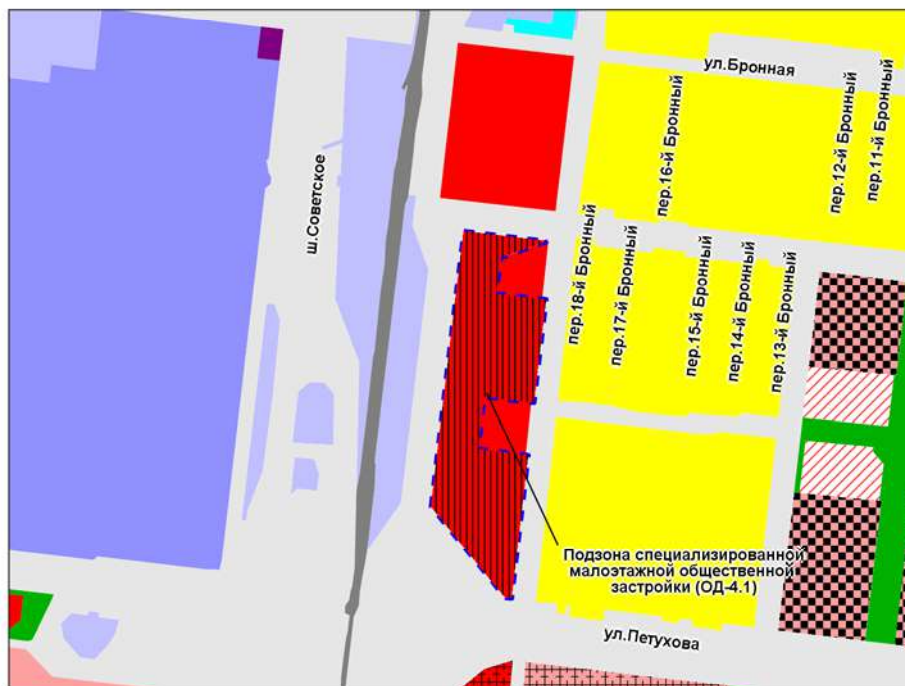 ул.Бронная
пер.16-й Бронный
пер.12-й Бронный
пер.11-й Бронный
ш.Советское
пер.18-й Бронный
пер.17-й Бронный
пер.15-й Бронный
пер.14-й Бронный
пер.13-й Бронный
Подзона специализированной
малоэтажной общественной
застройки (ОД-4.1)
ул.Петухова